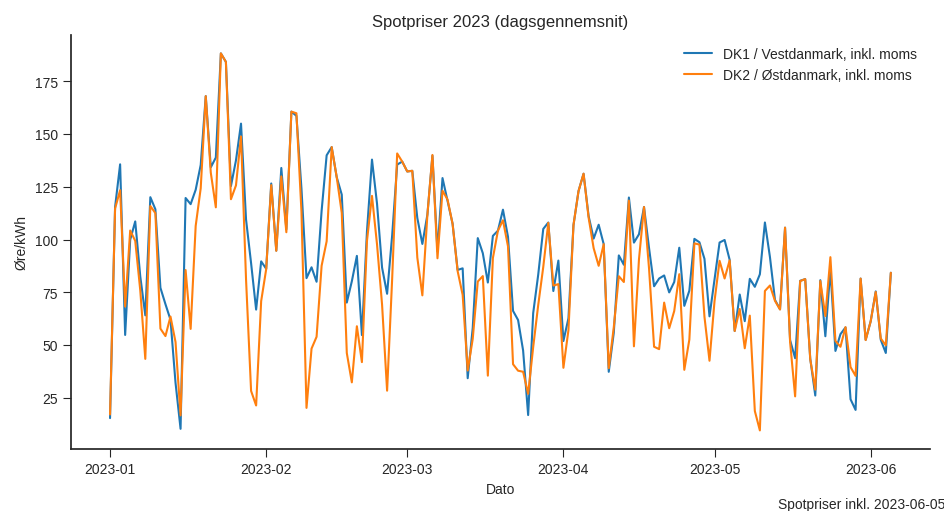 Spotpriser 2023 (dagsgennemsnit)
DK1 / Vestdanmark, inkl. moms
DK2 / Østdanmark, inkl. moms
175
150
125
100
75
50
25
Øre/kWh
2023-01 2023-02 2023-03 2023-04 2023-05 2023-06
Dato
Spotpriser inkl. 2023-06-05